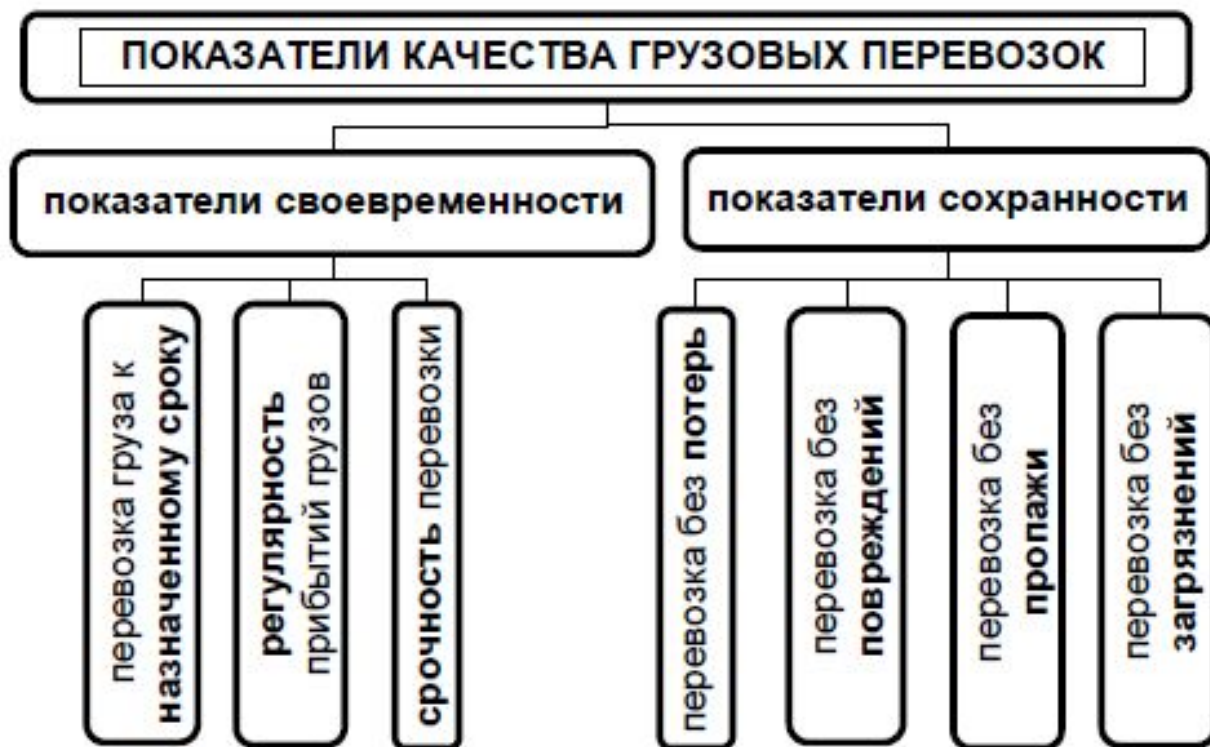 ПОКАЗАТЕЛИ КАЧЕСТВА ГРУЗОВЫХ ПЕРЕВОЗОК
показатели своевременности
показатели сохранности
перевозка груза к
назначенному сроку
регулярность
прибытий грузов
срочность перевозки
перевозка без потерь
перевозка без
повреждений
перевозка без
пропажи
перевозка без
загрязнений